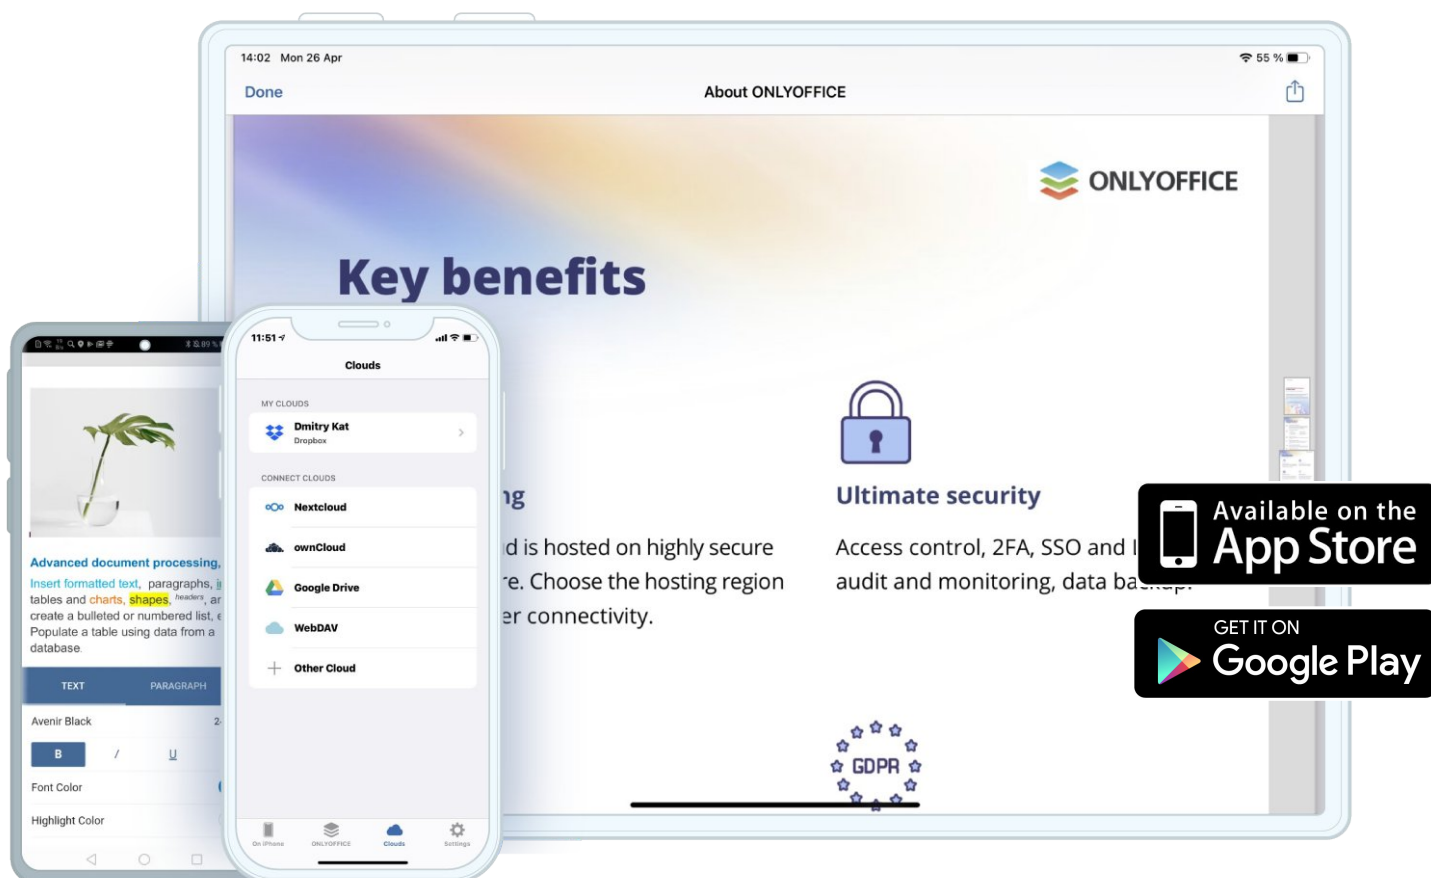 14:02 Mon 26 Apr
55 %
Done
About ONLYOFFICE
ONLYOFFICE
Key benefits
ng
d is hosted on highly secure
re. Choose the hosting region
er connectivity.
Ultimate security
Access control, 2FA, SSO and
audit and monitoring, data backup.
GDPR
Available on the
App Store
GET IT ON
Google Play
11:51
Clouds
MY CLOUDS
Dmitry Kat
Dropbox
CONNECT CLOUDS
Nextcloud
ownCloud
Google Drive
WebDAV
Other Cloud
On iPhone
ONLYOFFICE
Clouds
Settings
89 %
Advanced document processing,
Insert formatted text, paragraphs,
tables and charts, shapes, headers, ar
create a bulleted or numbered list, e
Populate a table using data from a
database.
TEXT
PARAGRAPH
Avenir Black
2
B
I
U
Font Color
Highlight Color